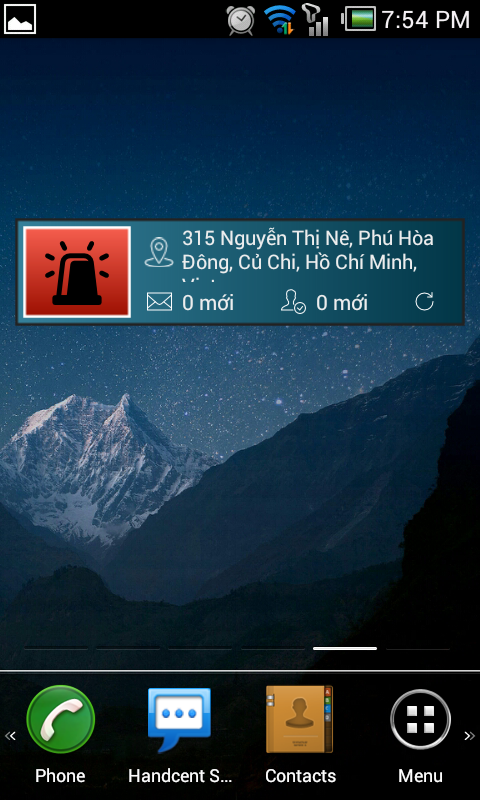 7:54 PM
315 Nguyễn Thị Nê, Phú Hòa
Đông, Củ Chi, Hồ Chí Minh,
0 mới 0 mới
Phone Handcent S... Contacts Menu